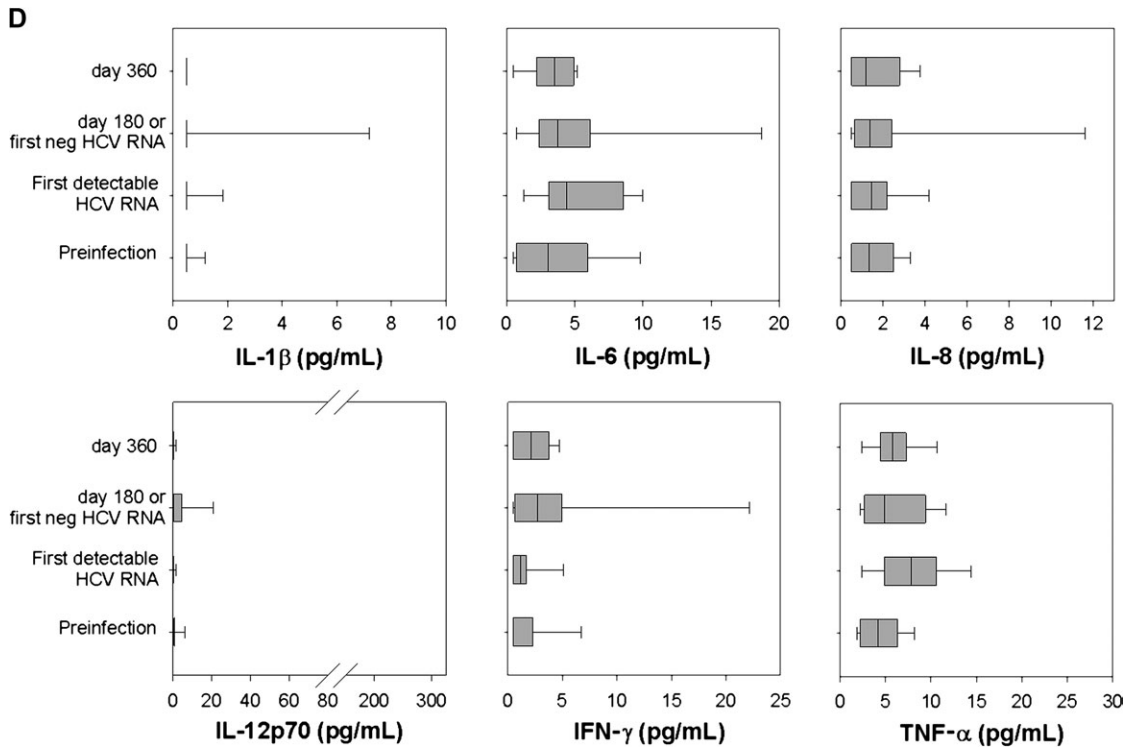 D
day 360
day 180 or
first neg HCV RNA
First detectable
HCV RNA
Preinfection
0 2 4 6 8 10
IL-1β (pg/mL)
0 5 10 15 20
IL-6 (pg/mL)
0 2 4 6 8 10 12
IL-8 (pg/mL)
day 360
day 180 or
first neg HCV RNA
First detectable
HCV RNA
Preinfection
0 20 40 60 80 200 300
IL-12p70 (pg/mL)
0 5 10 15 20 25
IFN-γ (pg/mL)
0 5 10 15 20 25 30
TNF-α (pg/mL)